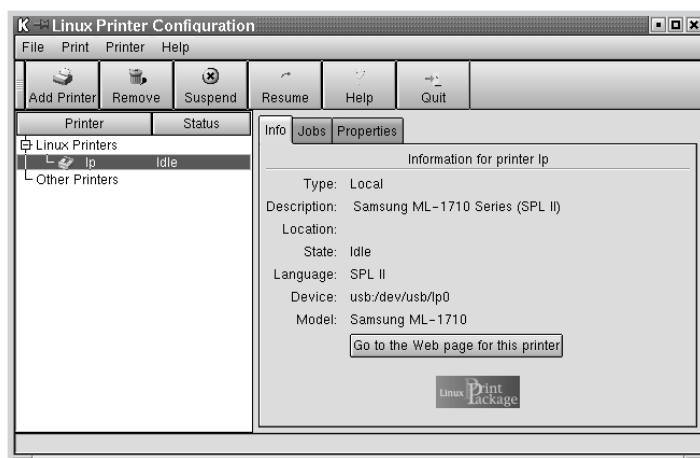 K Linux Printer Configuration
File Print Printer Help
Add Printer Remove Suspend Resume Help Quit
Printer Status
Linux Printers
lp Idle
Other Printers
Info Jobs Properties
Information for printer lp
Type: Local
Description: Samsung ML-1710 Series (SPL II)
Location:
State: Idle
Language: SPL II
Device: usb:/dev/usb/lp0
Model: Samsung ML-1710
Go to the Web page for this printer
Linux Print Package